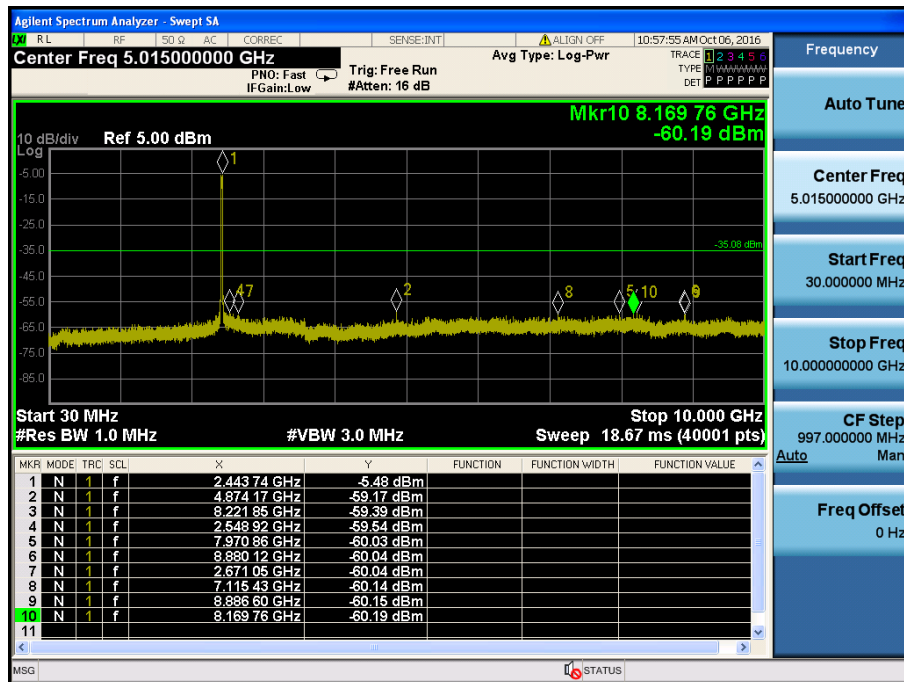 Agilent Spectrum Analyzer - Swept SA
LXI RL RF 50 Ω AC CORREC SENSE:INT ALIGN OFF 10:57:55 AM Oct 06, 2016
Center Freq 5.015000000 GHz
PNO: Fast
IFGain:Low
Trig: Free Run
#Atten: 16 dB
Avg Type: Log-Pwr
TRACE 1 2 3 4 5 6
TYPE MWWWWW
DET P P P P P P
Mkr10 8.169 76 GHz
-60.19 dBm
10 dB/div Ref 5.00 dBm
Log
1
-5.00
-15.0
-25.0
-35.0
-35.08 dBm
-45.0
47 2 8 5 10
-55.0
-65.0
-75.0
-85.0
Start 30 MHz Stop 10.000 GHz
#Res BW 1.0 MHz #VBW 3.0 MHz Sweep 18.67 ms (40001 pts)
MKR MODE TRC SCL X Y FUNCTION FUNCTION WIDTH FUNCTION VALUE
1 N 1 f 2.443 74 GHz -5.48 dBm
2 N 1 f 4.874 17 GHz -59.17 dBm
3 N 1 f 8.221 85 GHz -59.39 dBm
4 N 1 f 2.548 92 GHz -59.54 dBm
5 N 1 f 7.970 86 GHz -60.03 dBm
6 N 1 f 8.880 12 GHz -60.04 dBm
7 N 1 f 2.671 05 GHz -60.04 dBm
8 N 1 f 7.115 43 GHz -60.14 dBm
9 N 1 f 8.886 60 GHz -60.15 dBm
10 N 1 f 8.169 76 GHz -60.19 dBm
11
MSG STATUS
Frequency
Auto Tune
Center Freq
5.015000000 GHz
Start Freq
30.000000 MHz
Stop Freq
10.000000000 GHz
CF Step
997.000000 MHz
Auto Man
Freq Offset
0 Hz